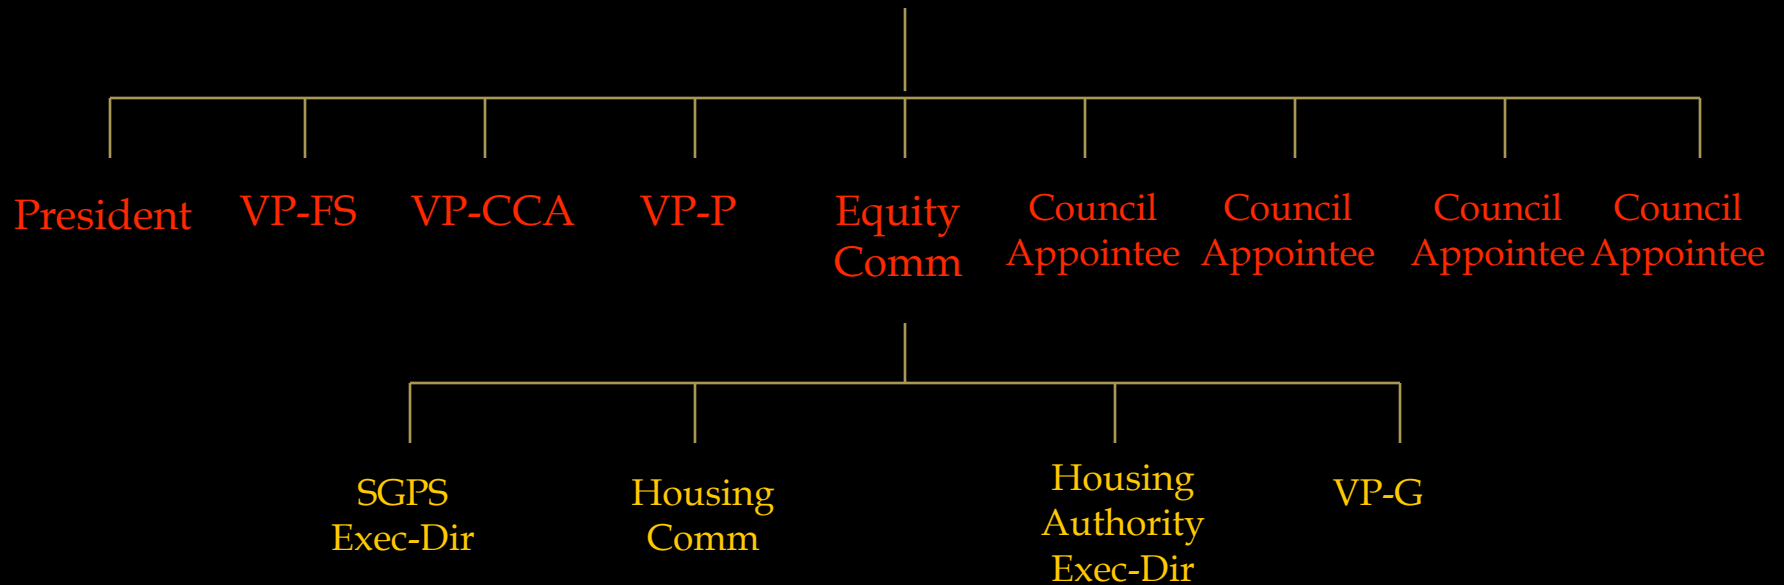 President
VP-FS
VP-CCA
VP-P
Equity
Comm
Council
Appointee
Council
Appointee
Council
Appointee
Council
Appointee
SGPS
Exec-Dir
Housing
Comm
Housing
Authority
Exec-Dir
VP-G